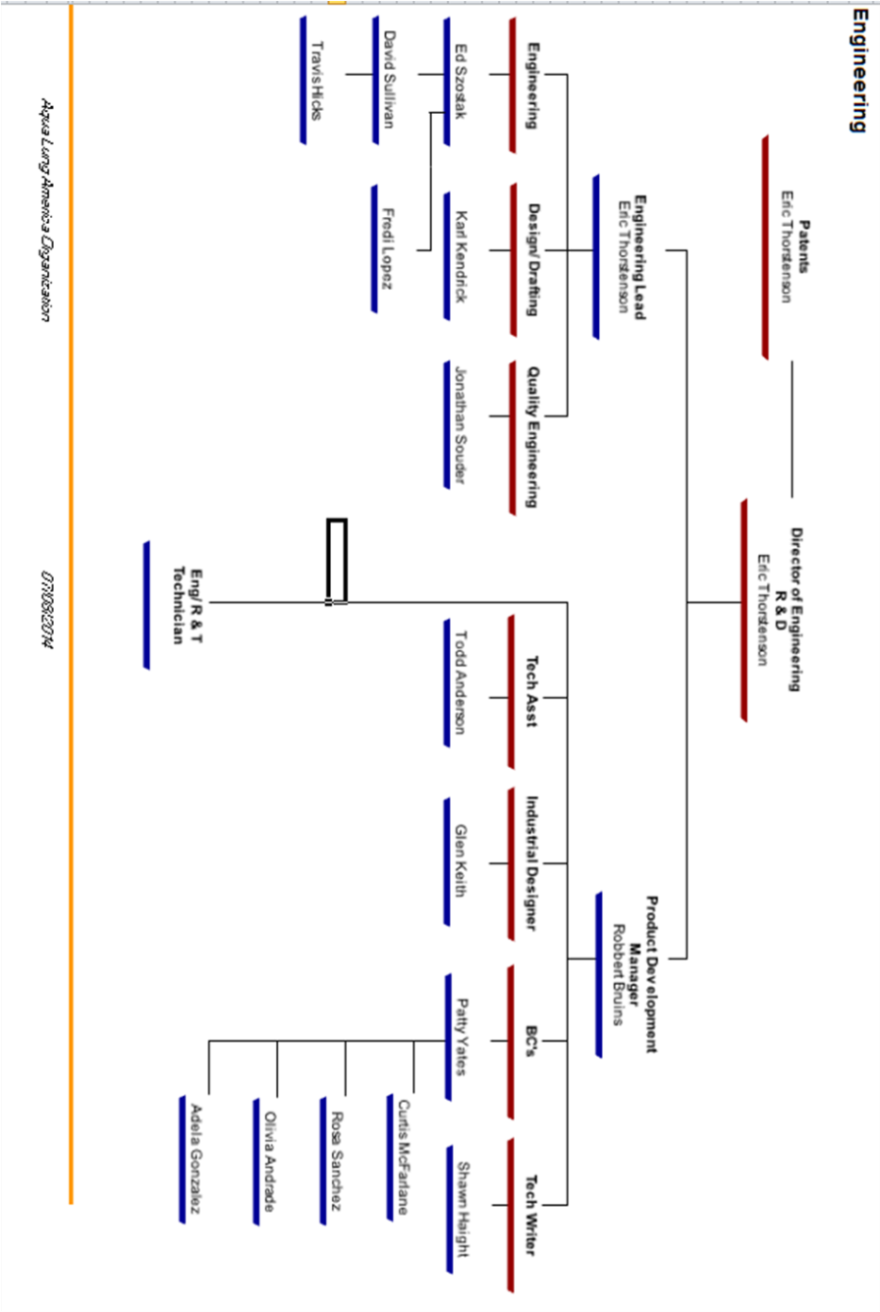 Engineering
Patents
Eric Thorstenson
Director of Engineering
R & D
Eric Thorstenson
Engineering Lead
Eric Thorstenson
Product Development
Manager
Robbert Bruins
Engineering
Design/ Drafting
Quality Engineering
Tech Asst
Industrial Designer
BC's
Tech Writer
Ed Szostak
Karl Kendrick
Jonathan Souder
Todd Anderson
Glen Keith
Patty Yates
Shawn Haight
David Sullivan
Fredi Lopez
Curtis McFarlane
Travis Hicks
Rosa Sanchez
Olivia Andrade
Adela Gonzalez
Eng/ R & T
Technician
Aqua Lung America Organization
07/08/2014